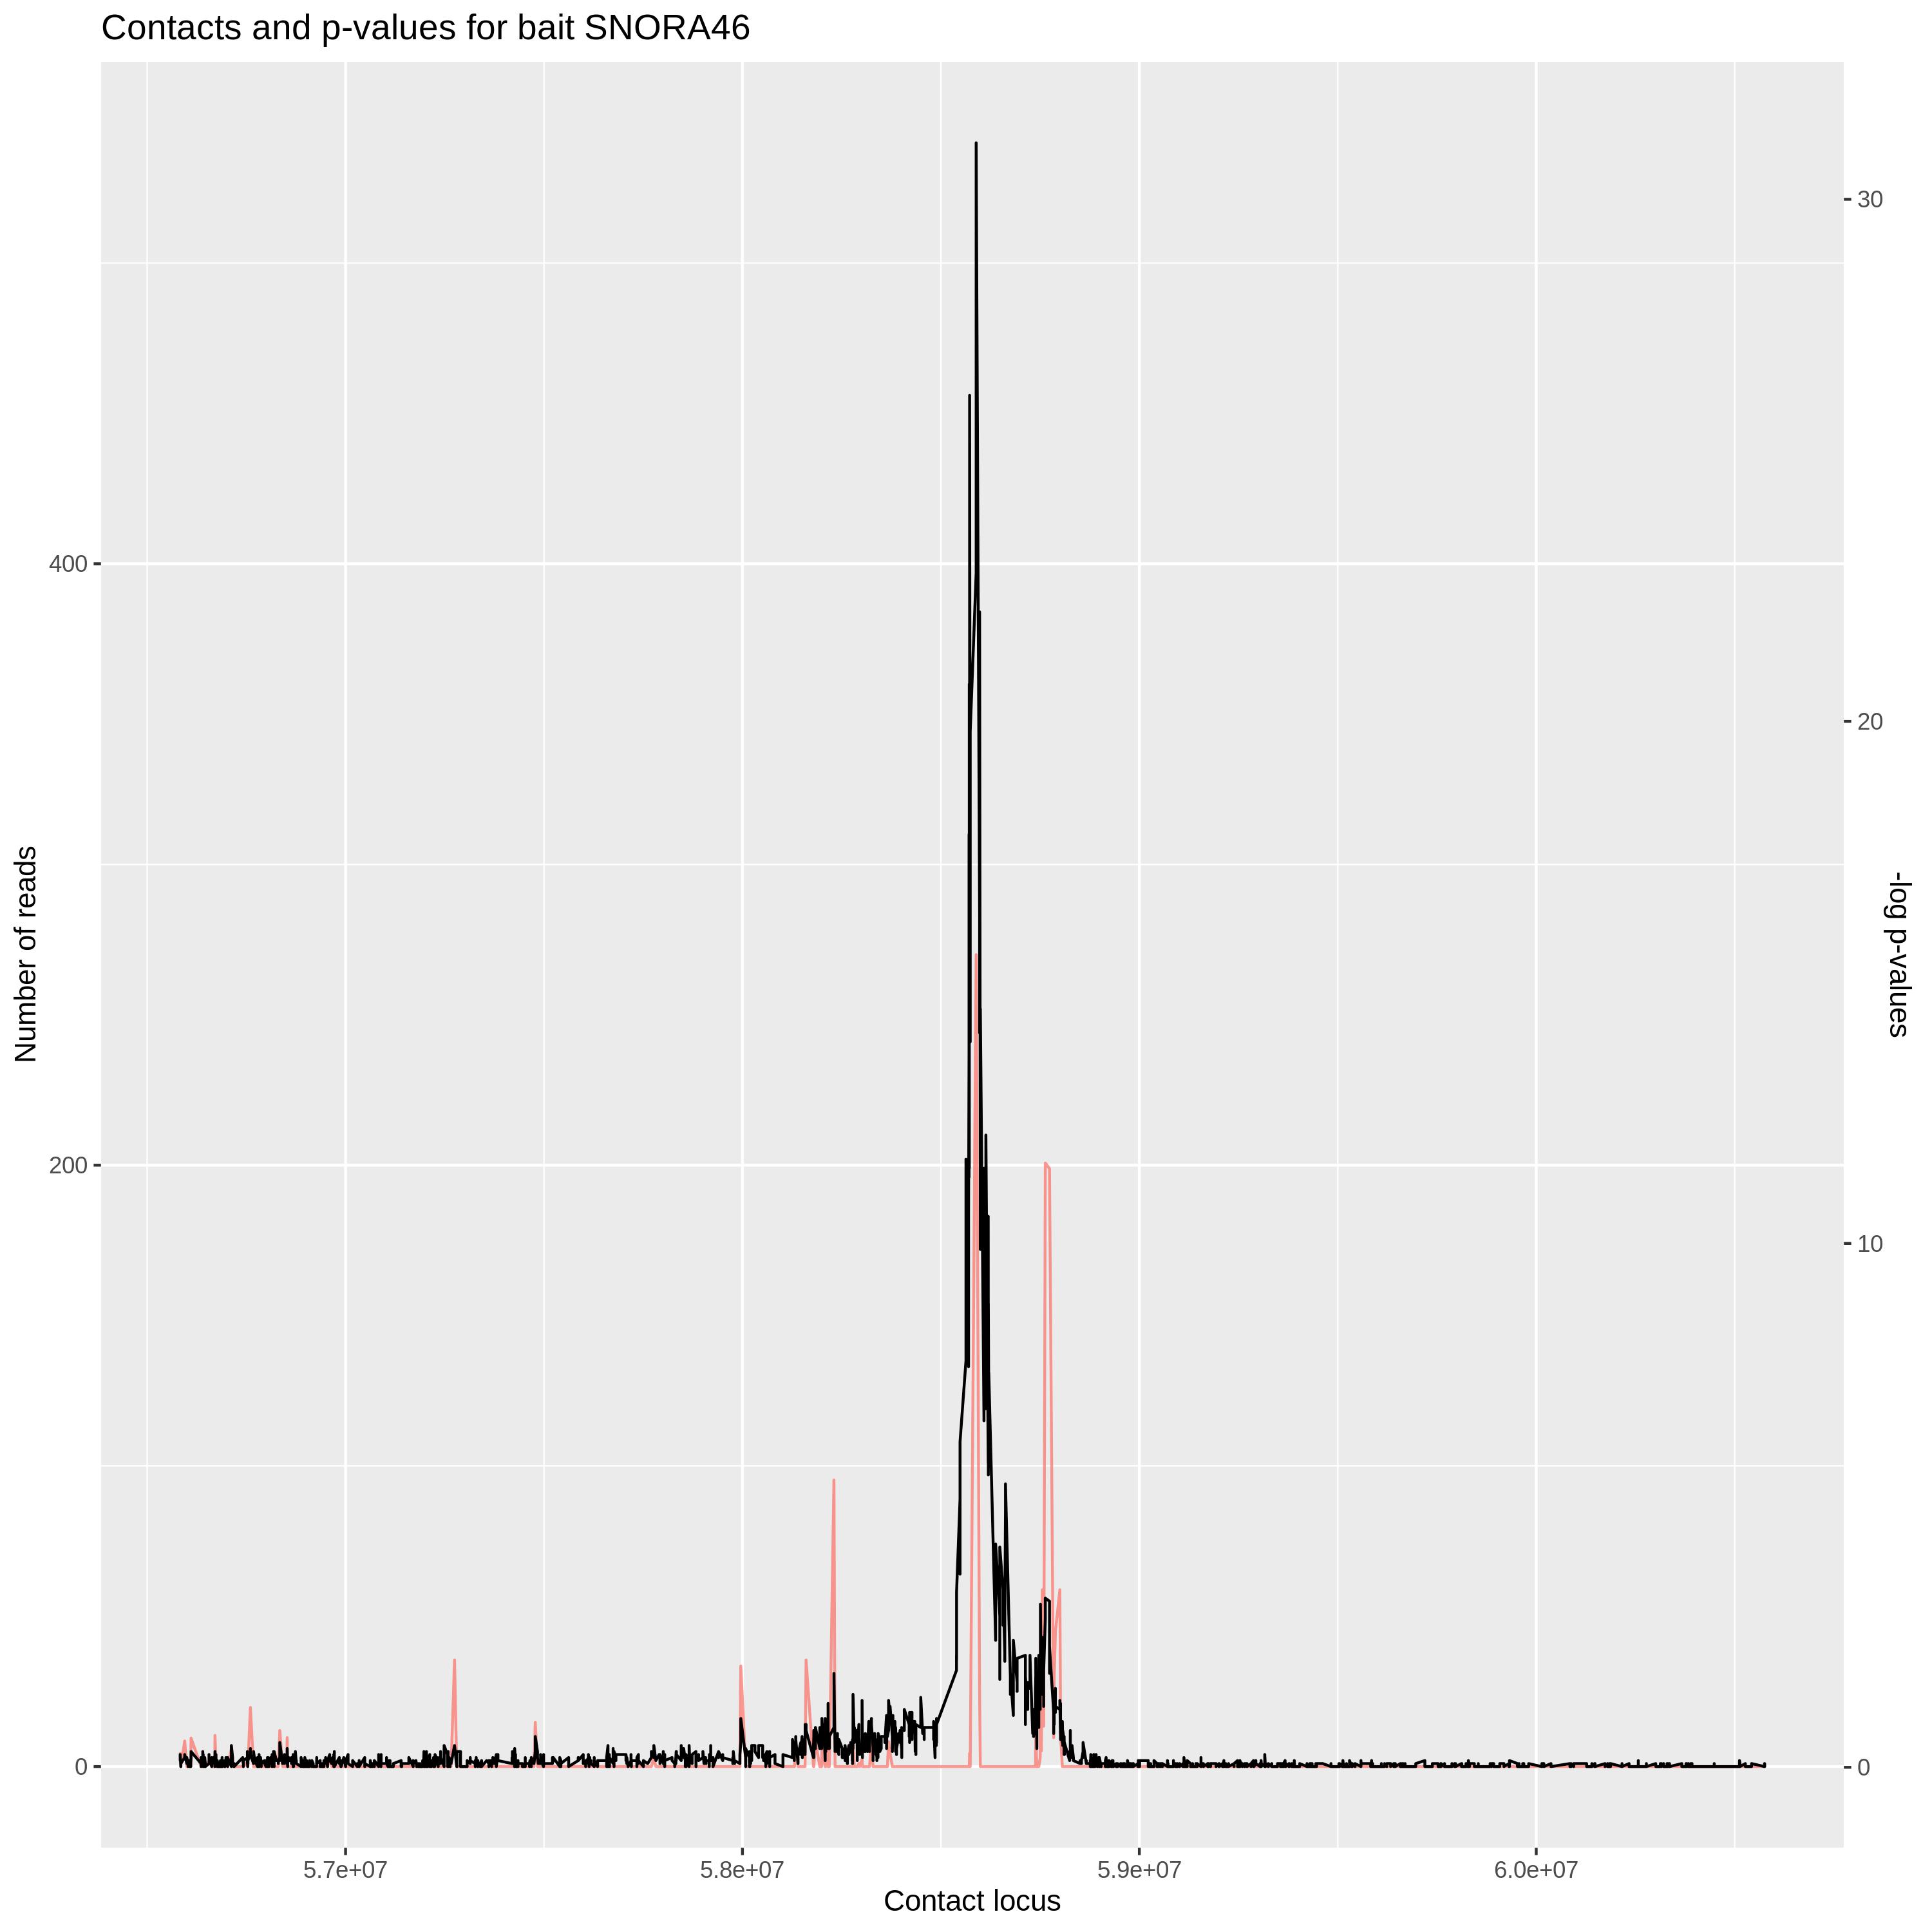 Contacts and p-values for bait SNORA46
Number of reads
400
200
0
30
20
10
0
-log p-values
5.7e+07
5.8e+07
5.9e+07
6.0e+07
Contact locus